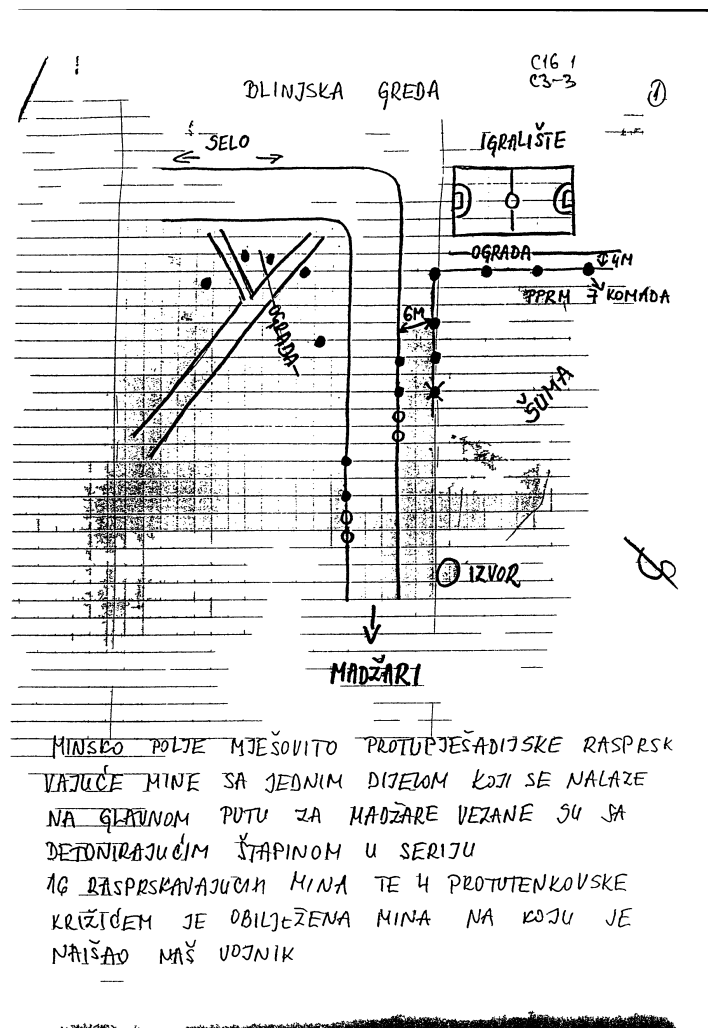 C16 1
C3-3
BLINJSKA GREDA
1
SELO
IGRALIŠTE
OGRADA
4M
PPRM 7 KOMADA
6M
OGRADA
ŠUMA
IZVOR
MADŽARI
MINSKO POLJE MJEŠOVITO PROTUPJEŠADIJSKE RASPRSK
VAJUĆE MINE SA JEDNIM DIJELOM KOJI SE NALAZE
NA GLAVNOM PUTU ZA MADŽARE VEZANE SU SA
DETONIRAJUĆIM ŠTAPINOM U SERIJU
16 RASPRSKAVAJUĆIH MINA TE 4 PROTUTENKOVSKE
KRIŽIĆEM JE OBILJEŽENA MINA NA KOJU JE
NAIŠAO NAŠ VOJNIK